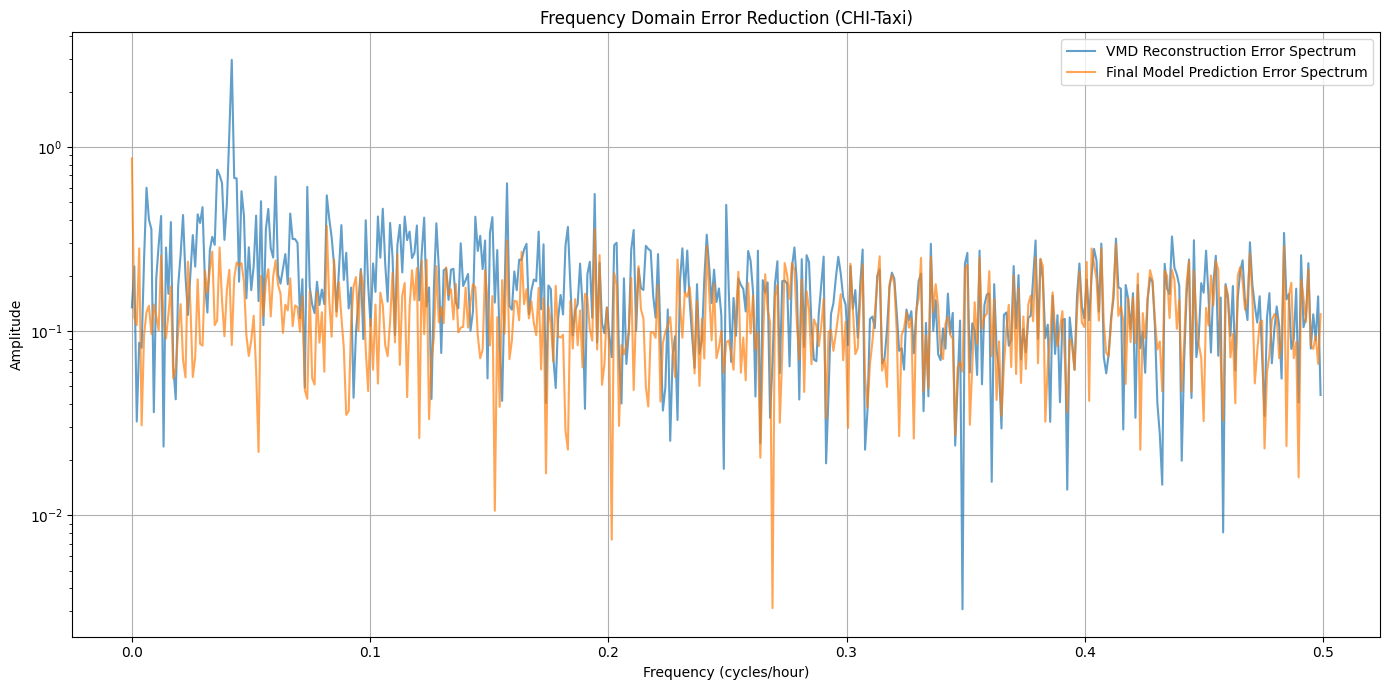 Frequency Domain Error Reduction (CHI-Taxi)
VMD Reconstruction Error Spectrum
Final Model Prediction Error Spectrum
Amplitude
10⁰
10⁻¹
10⁻²
0.0 0.1 0.2 0.3 0.4 0.5
Frequency (cycles/hour)